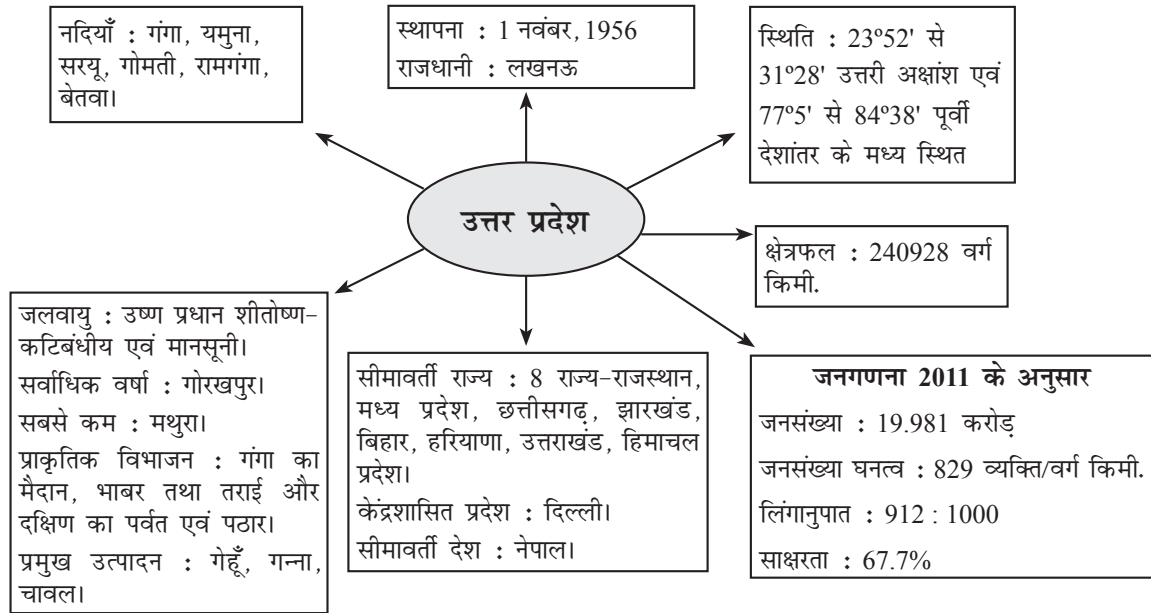 नदियाँ : गंगा, यमुना,
सरयू, गोमती, रामगंगा,
बेतवा।
स्थापना : 1 नवंबर, 1956
राजधानी : लखनऊ
स्थिति : 23º52' से
31º28' उत्तरी अक्षांश एवं
77º5' से 84º38' पूर्वी
देशांतर के मध्य स्थित
उत्तर प्रदेश
क्षेत्रफल : 240928 वर्ग
किमी.
जलवायु : उष्ण प्रधान शीतोष्ण-
कटिबंधीय एवं मानसूनी।
सर्वाधिक वर्षा : गोरखपुर।
सबसे कम : मथुरा।
प्राकृतिक विभाजन : गंगा का
मैदान, भाबर तथा तराई और
दक्षिण का पर्वत एवं पठार।
प्रमुख उत्पादन : गेहूँ, गन्ना,
चावल।
सीमावर्ती राज्य : 8 राज्य-राजस्थान,
मध्य प्रदेश, छत्तीसगढ़, झारखंड,
बिहार, हरियाणा, उत्तराखंड, हिमाचल
प्रदेश।
केंद्रशासित प्रदेश : दिल्ली।
सीमावर्ती देश : नेपाल।
जनगणना 2011 के अनुसार
जनसंख्या : 19.981 करोड़
जनसंख्या घनत्व : 829 व्यक्ति/वर्ग किमी.
लिंगानुपात : 912 : 1000
साक्षरता : 67.7%